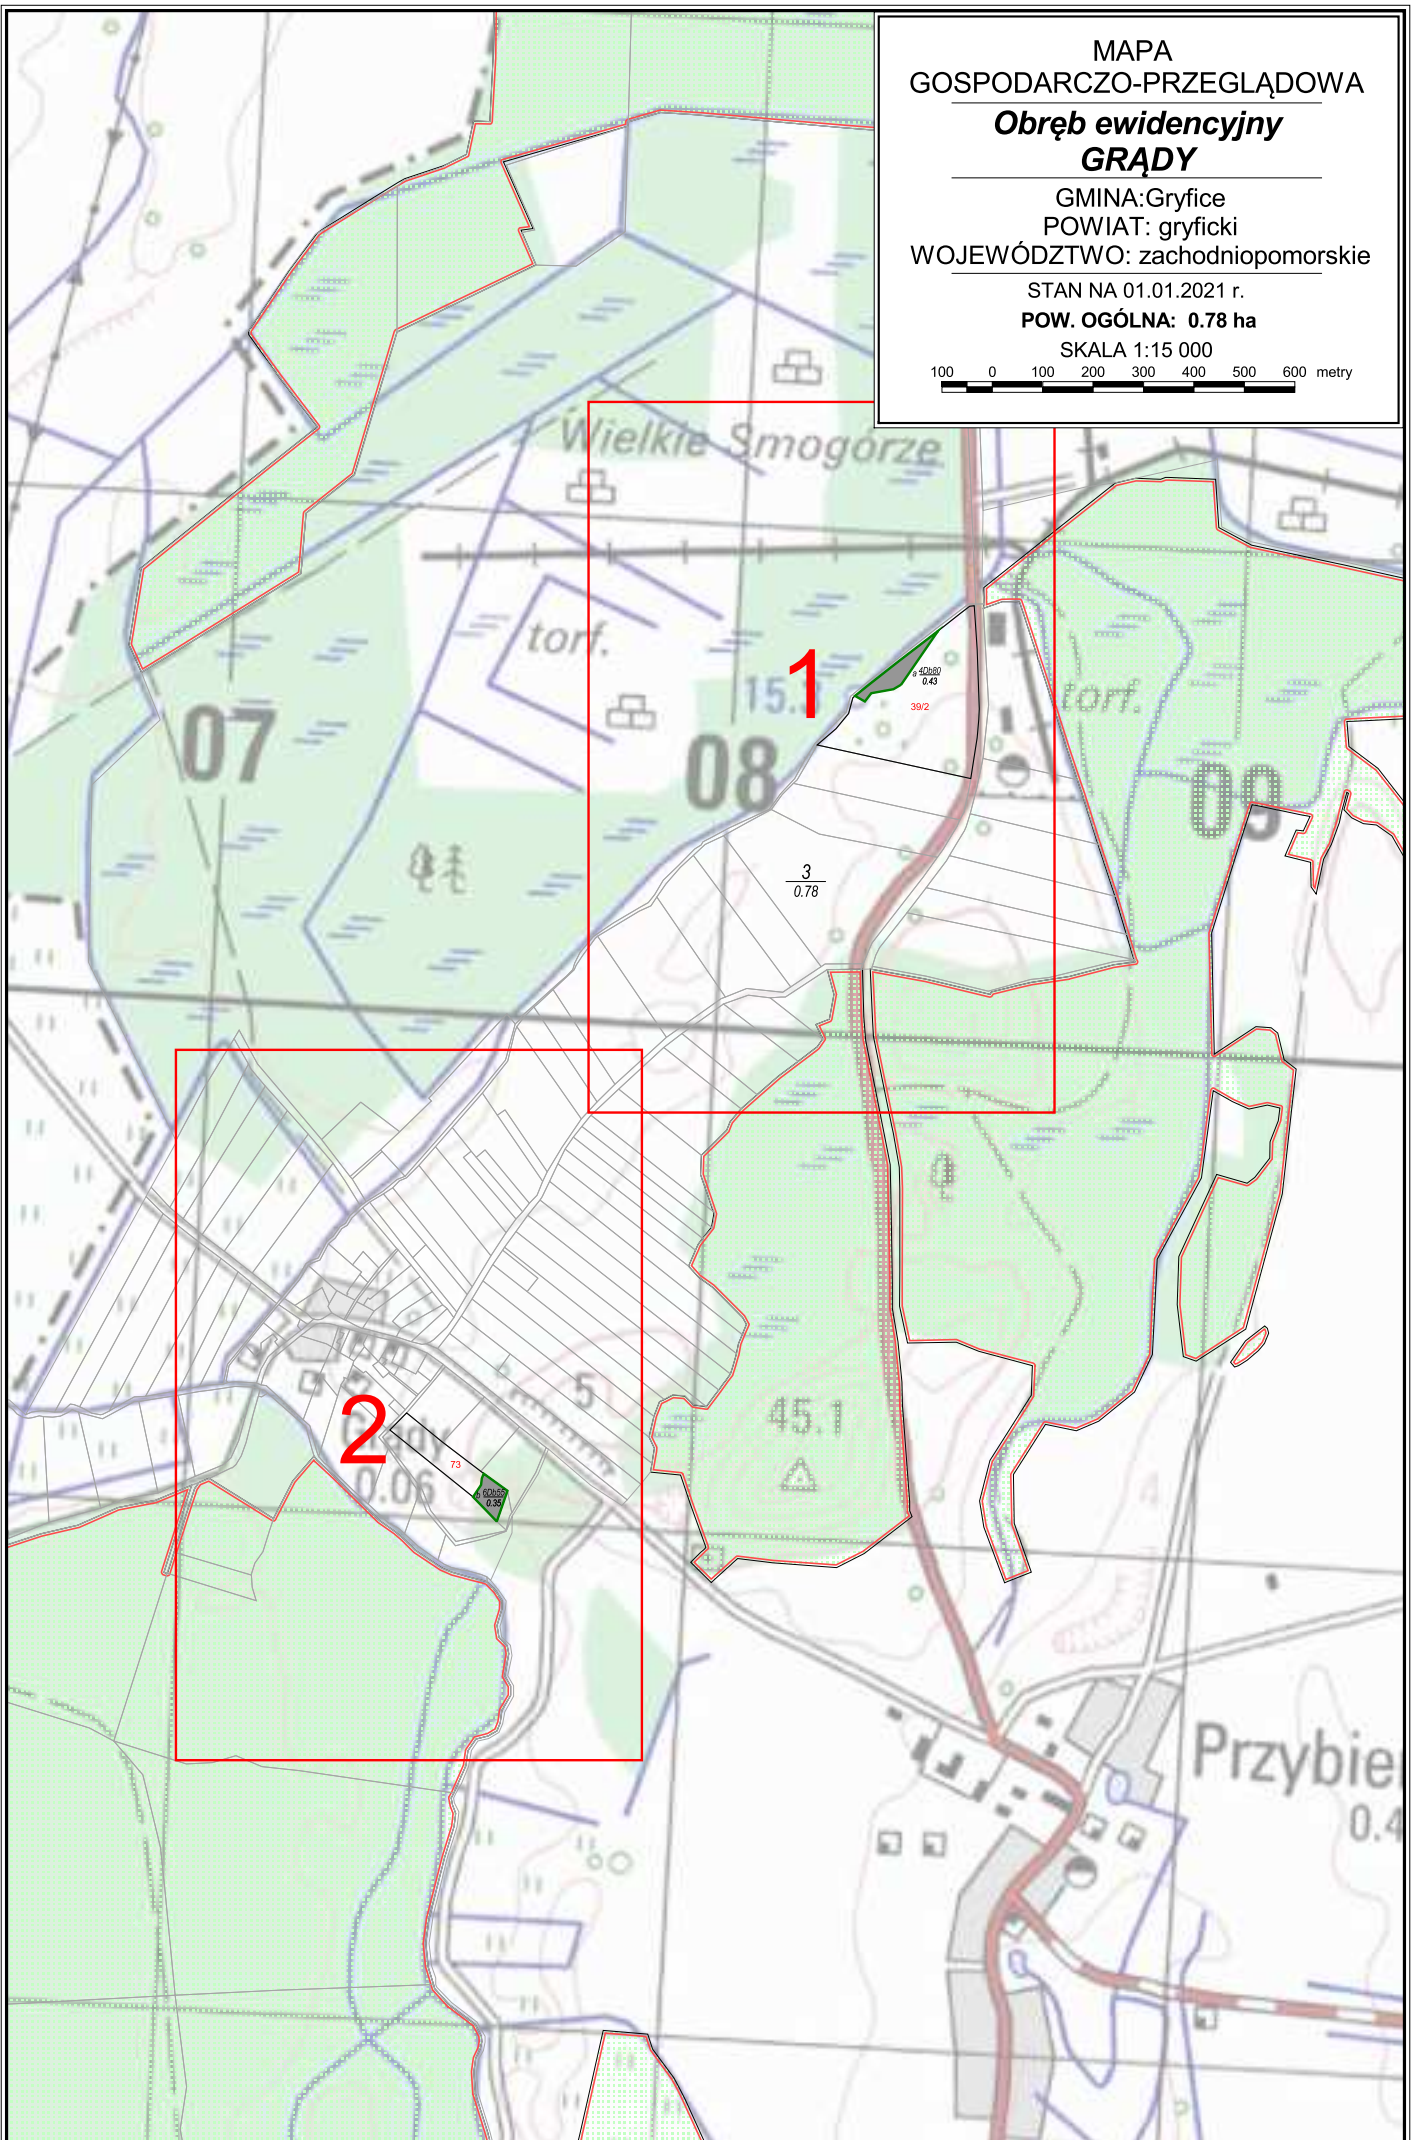 MAPA
GOSPODARCZO-PRZEGLĄDOWA
Obręb ewidencyjny
GRĄDY
GMINA:Gryfice
POWIAT: gryficki
WOJEWÓDZTWO: zachodniopomorskie
STAN NA 01.01.2021 r.
POW. OGÓLNA: 0.78 ha
SKALA 1:15 000
100 0 100 200 300 400 500 600 metry
Wielkie Smogorze
torf.
1
15.
a 4Db80
0.43
39/2
torf.
07
08
09
3
0.78
5
2
Grądy
73
0.06
b 6Db55
0.35
45.1
4
Przybie
0.4